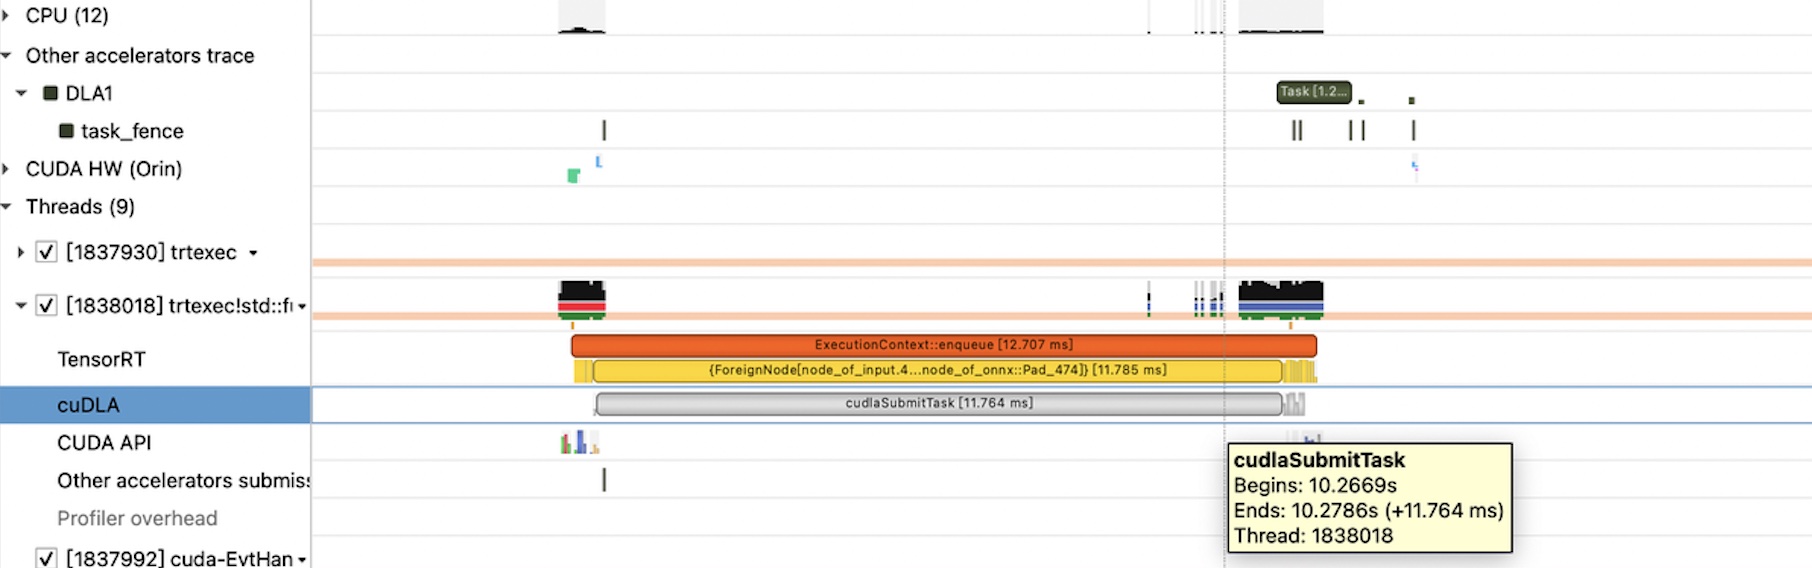 CPU (12)
Other accelerators trace
DLA1
Task [1.2...
task_fence
CUDA HW (Orin)
Threads (9)
[1837930] trtexec
[1838018] trtexec!std::fu
TensorRT
ExecutionContext::enqueue [12.707 ms]
{ForeignNode[node_of_input.4...node_of_onnx::Pad_474]} [11.785 ms]
cuDLA
cudlaSubmitTask [11.764 ms]
CUDA API
Other accelerators submiss
Profiler overhead
[1837992] cuda-EvtHan
cudlaSubmitTask
Begins: 10.2669s
Ends: 10.2786s (+11.764 ms)
Thread: 1838018